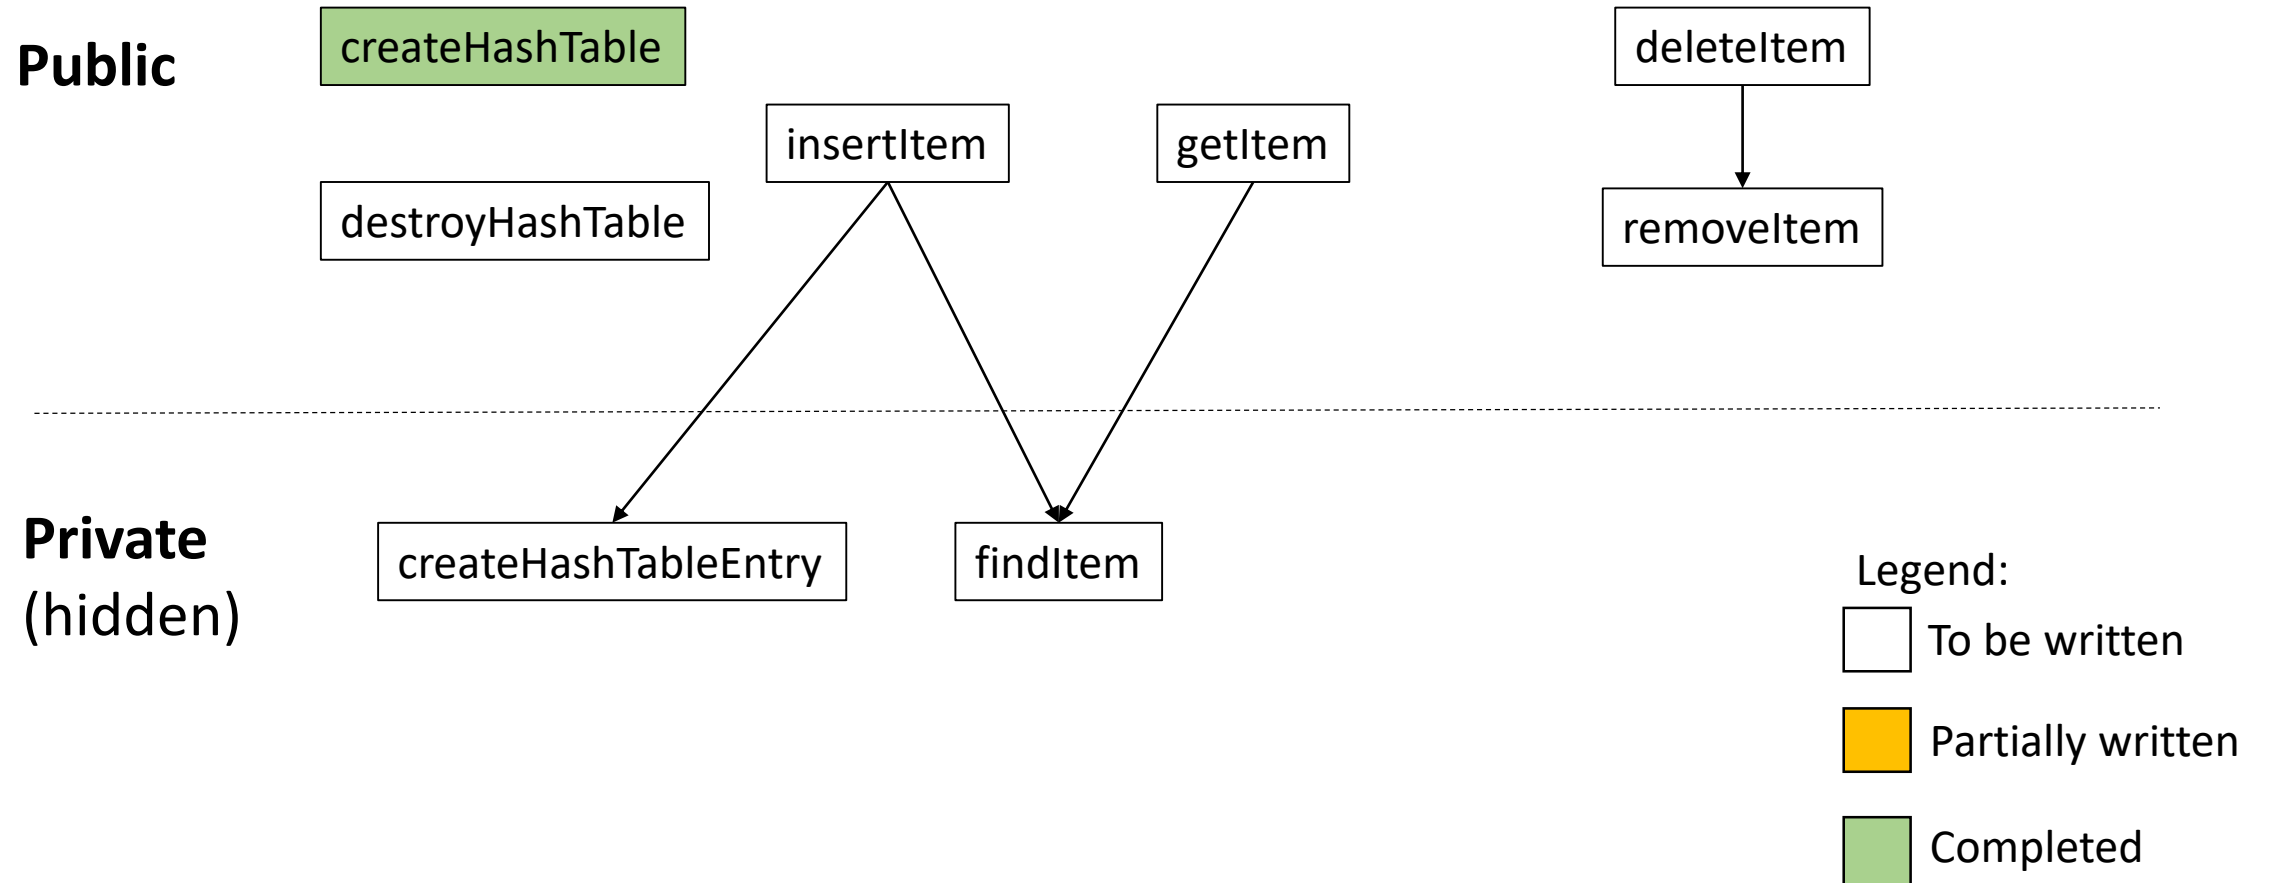 Public
createHashTable
deleteItem
insertItem
getItem
destroyHashTable
removeItem
Private
(hidden)
createHashTableEntry
findItem
Legend:
To be written
Partially written
Completed